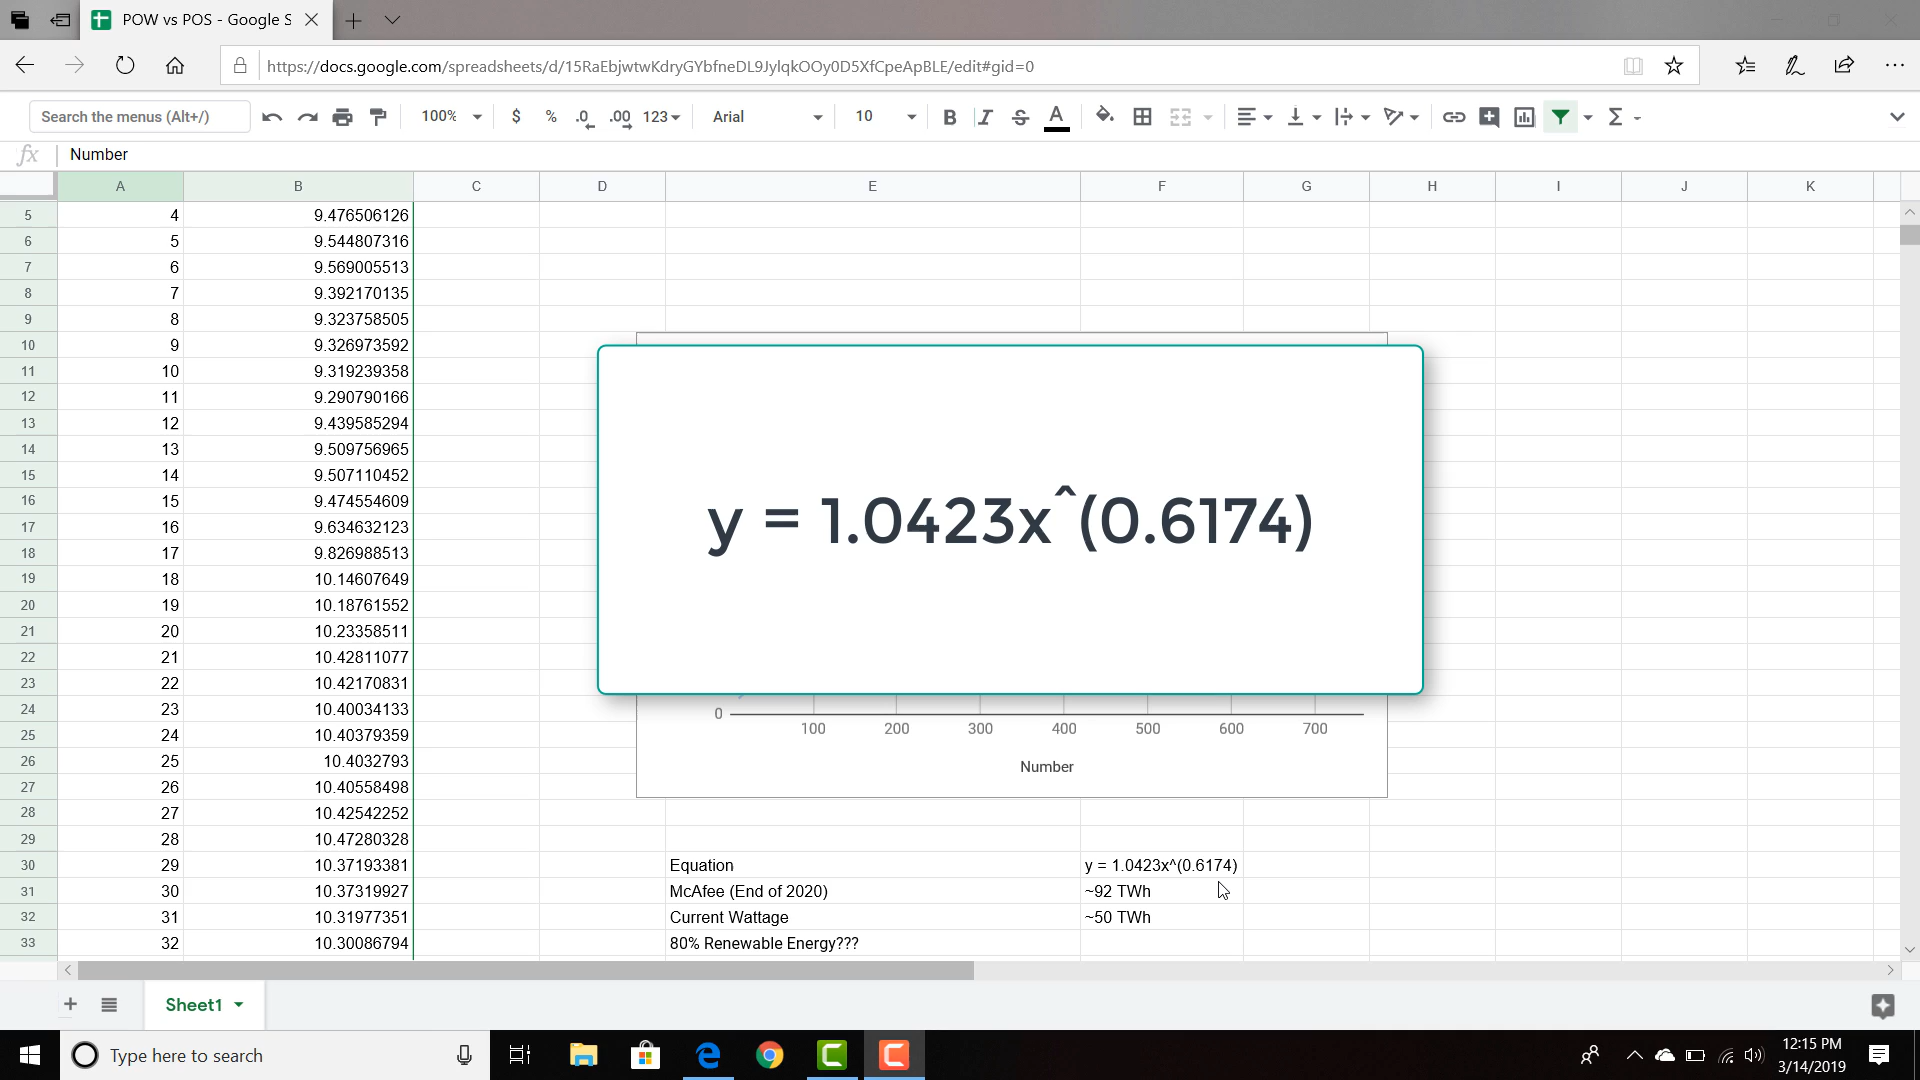 POW vs POS - Google S
https://docs.google.com/spreadsheets/d/15RaEbjwtwKdryGYbfneDL9JylqkOOy0D5XfCpeApBLE/edit#gid=0
Search the menus (Alt+/) 100% $ % .0 .00 123 Arial 10 B I S A Σ
fx Number
A B C D E F G H I J K
5 4 9.476506126
6 5 9.544807316
7 6 9.569005513
8 7 9.392170135
9 8 9.323758505
10 9 9.326973592
11 10 9.319239358
12 11 9.290790166
13 12 9.439585294
14 13 9.509756965
15 14 9.507110452
16 15 9.474554609
17 16 9.634632123
18 17 9.826988513
19 18 10.14607649
20 19 10.18761552
21 20 10.23358511
22 21 10.42811077
23 22 10.42170831
24 23 10.40034133
25 24 10.40379359
26 25 10.4032793
27 26 10.40558498
28 27 10.42542252
29 28 10.47280328
30 29 10.37193381
31 30 10.37319927
32 31 10.31977351
33 32 10.30086794
y = 1.0423x^(0.6174)
0
100 200 300 400 500 600 700
Number
Equation y = 1.0423x^(0.6174)
McAfee (End of 2020) ~92 TWh
Current Wattage ~50 TWh
80% Renewable Energy???
Sheet1
Type here to search
12:15 PM
3/14/2019